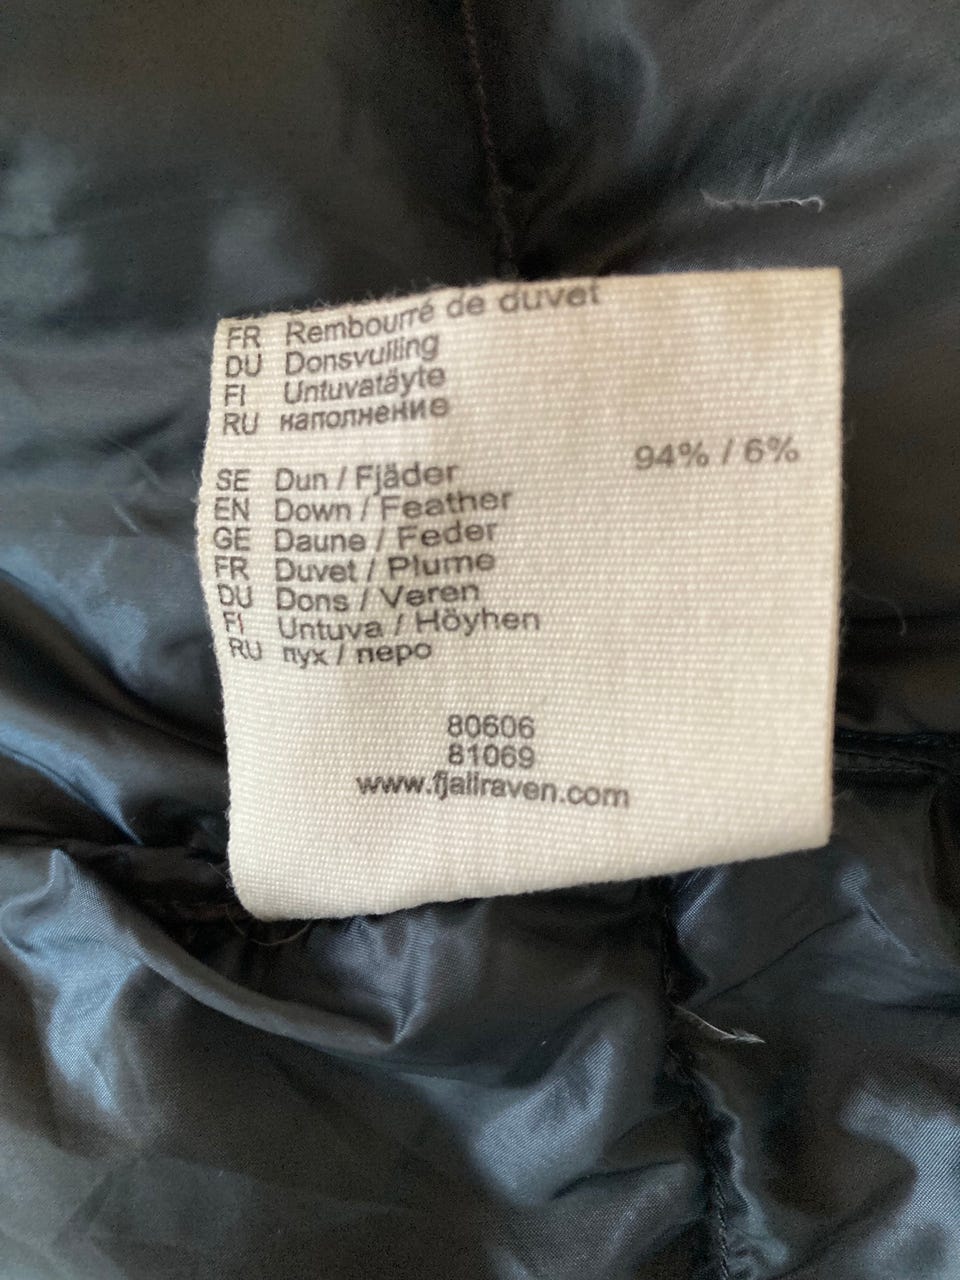 FR Rembourré de duvet
DU Donsvulling
FI Untuvatäyte
RU наполнение
94% / 6%
SE Dun / Fjäder
EN Down / Feather
GE Daune / Feder
FR Duvet / Plume
DU Dons / Veren
FI Untuva / Höyhen
RU пух / перо
80606
81069
www.fjallraven.com